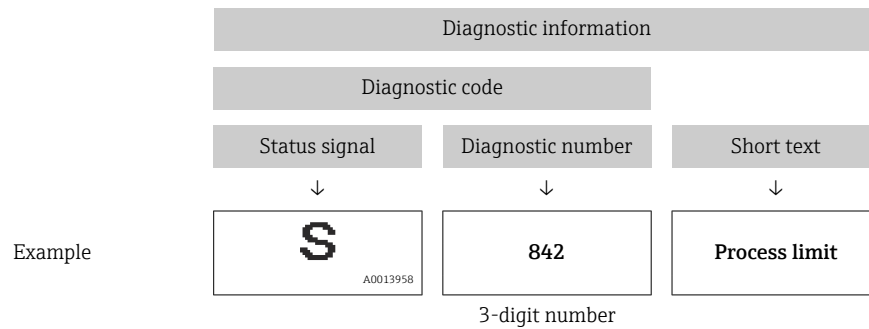 Diagnostic information
Diagnostic code
Status signal Diagnostic number Short text
↓ ↓ ↓
Example S 842 Process limit
A0013958
3-digit number